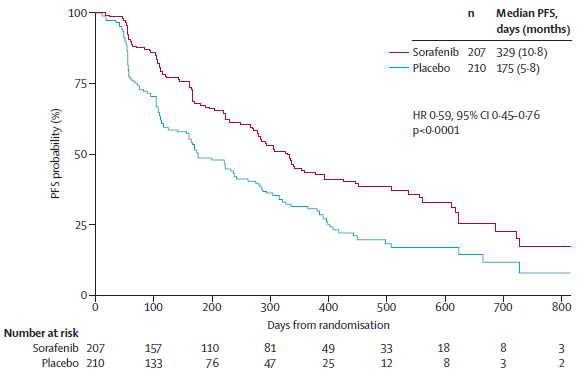 n Median PFS,
days (months)
Sorafenib 207 329 (10·8)
Placebo 210 175 (5·8)
HR 0·59, 95% CI 0·45–0·76
p<0·0001
PFS probability (%)
100
75
50
25
0
0 100 200 300 400 500 600 700 800
Days from randomisation
Number at risk
Sorafenib 207 157 110 81 49 33 18 8 3
Placebo 210 133 76 47 25 12 8 3 2